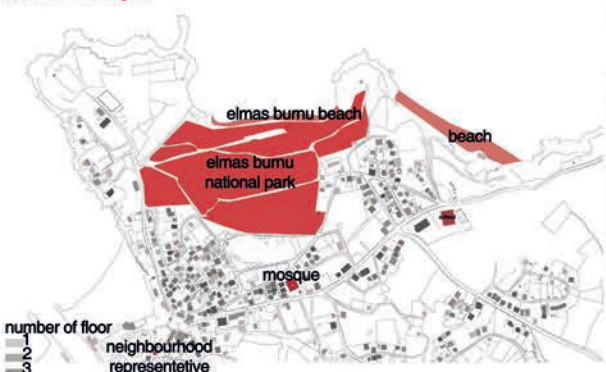 elmas burnu beach
beach
elmas burnu
national park
mosque
number of floor
1
2
3
neighbourhood
representetive